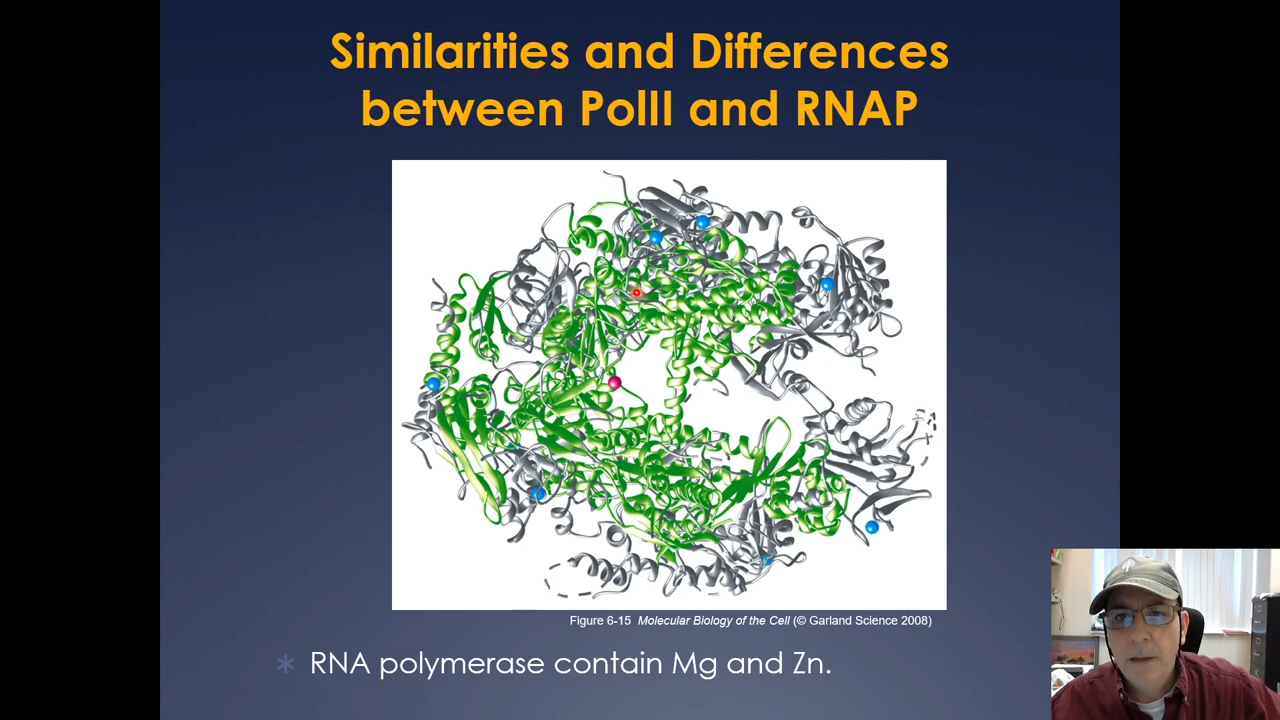 Similarities and Differences
between PolII and RNAP
Figure 6-15 Molecular Biology of the Cell (© Garland Science 2008)
RNA polymerase contain Mg and Zn.